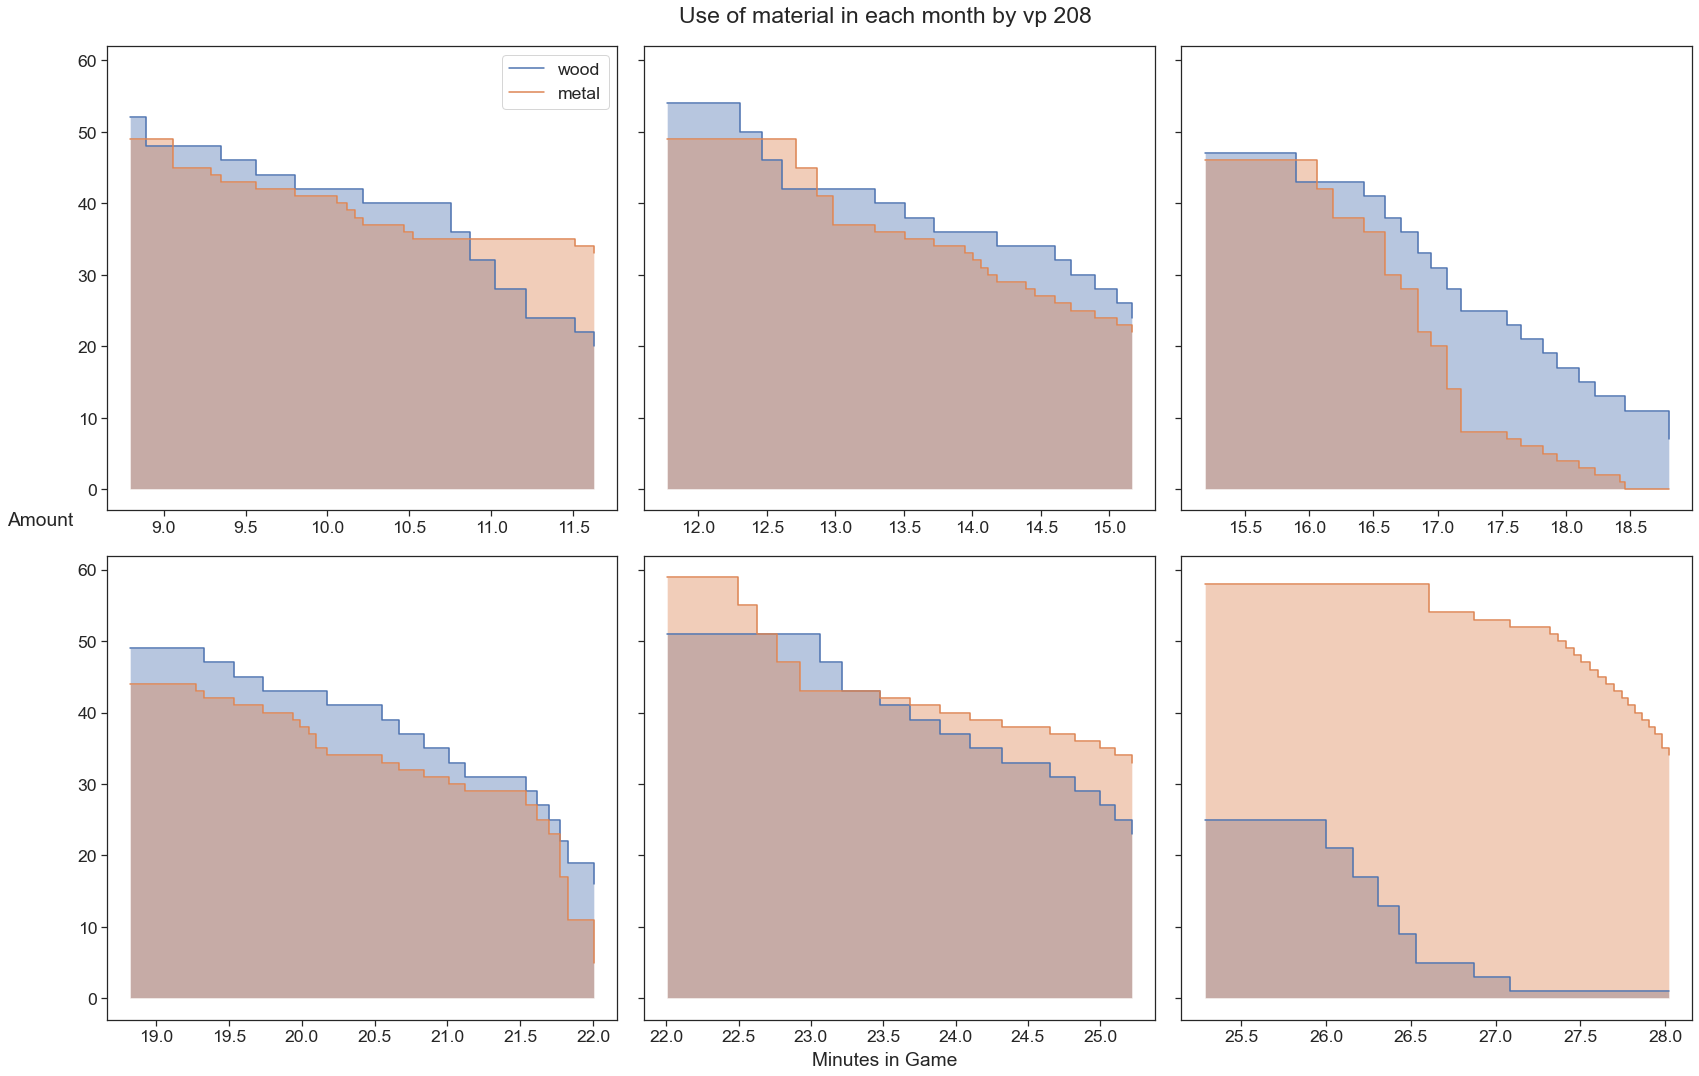 Use of material in each month by vp 208
wood
metal
60
50
40
30
20
10
0
9.0 9.5 10.0 10.5 11.0 11.5
12.0 12.5 13.0 13.5 14.0 14.5 15.0
15.5 16.0 16.5 17.0 17.5 18.0 18.5
Amount
60
50
40
30
20
10
0
19.0 19.5 20.0 20.5 21.0 21.5 22.0
22.0 22.5 23.0 23.5 24.0 24.5 25.0
25.5 26.0 26.5 27.0 27.5 28.0
Minutes in Game